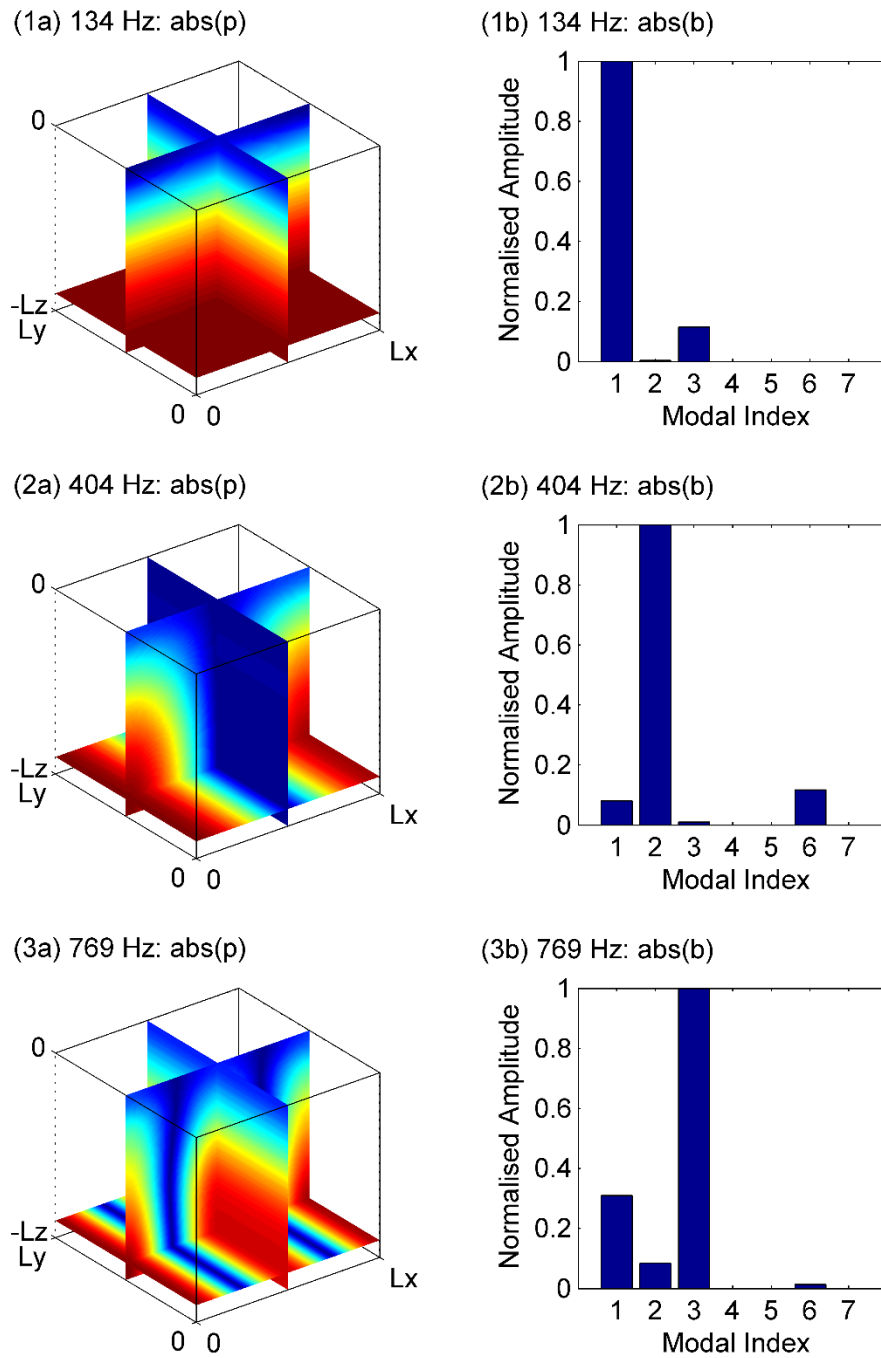 (1a) 134 Hz: abs(p)
0
-Lz
Ly
0
0
Lx
(1b) 134 Hz: abs(b)
Normalised Amplitude
1
0.8
0.6
0.4
0.2
0
1 2 3 4 5 6 7
Modal Index
(2a) 404 Hz: abs(p)
0
-Lz
Ly
0
0
Lx
(2b) 404 Hz: abs(b)
Normalised Amplitude
1
0.8
0.6
0.4
0.2
0
1 2 3 4 5 6 7
Modal Index
(3a) 769 Hz: abs(p)
0
-Lz
Ly
0
0
Lx
(3b) 769 Hz: abs(b)
Normalised Amplitude
1
0.8
0.6
0.4
0.2
0
1 2 3 4 5 6 7
Modal Index